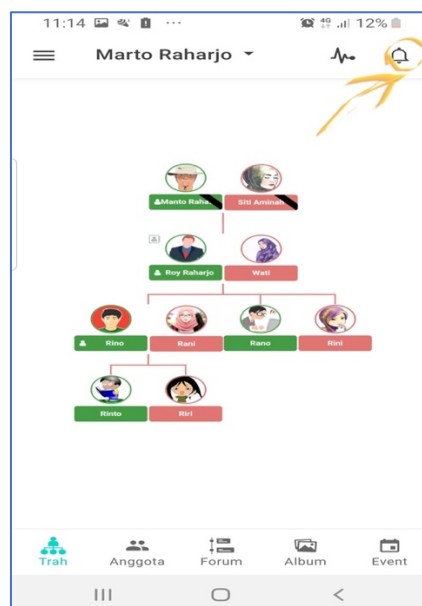 11:14 ... 4G 12%
Marto Raharjo
Manto Raha
Siti Aminah
Roy Raharjo Wati
Rino Rani Rano Rini
Rinto Riri
Trah Anggota Forum Album Event